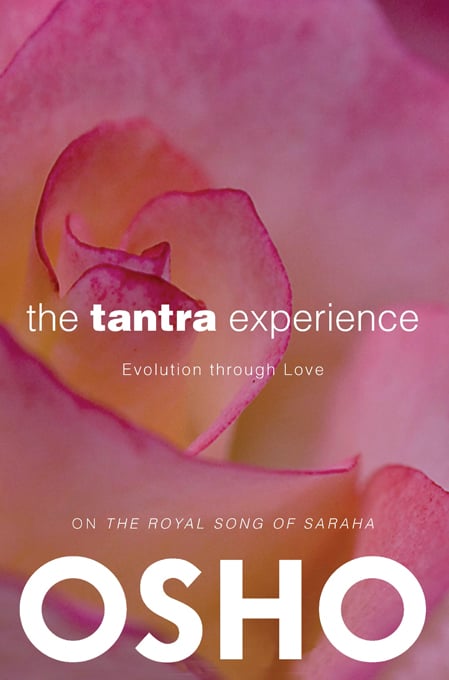 the tantra experience
Evolution through Love
ON THE ROYAL SONG OF SARAHA
OSHO